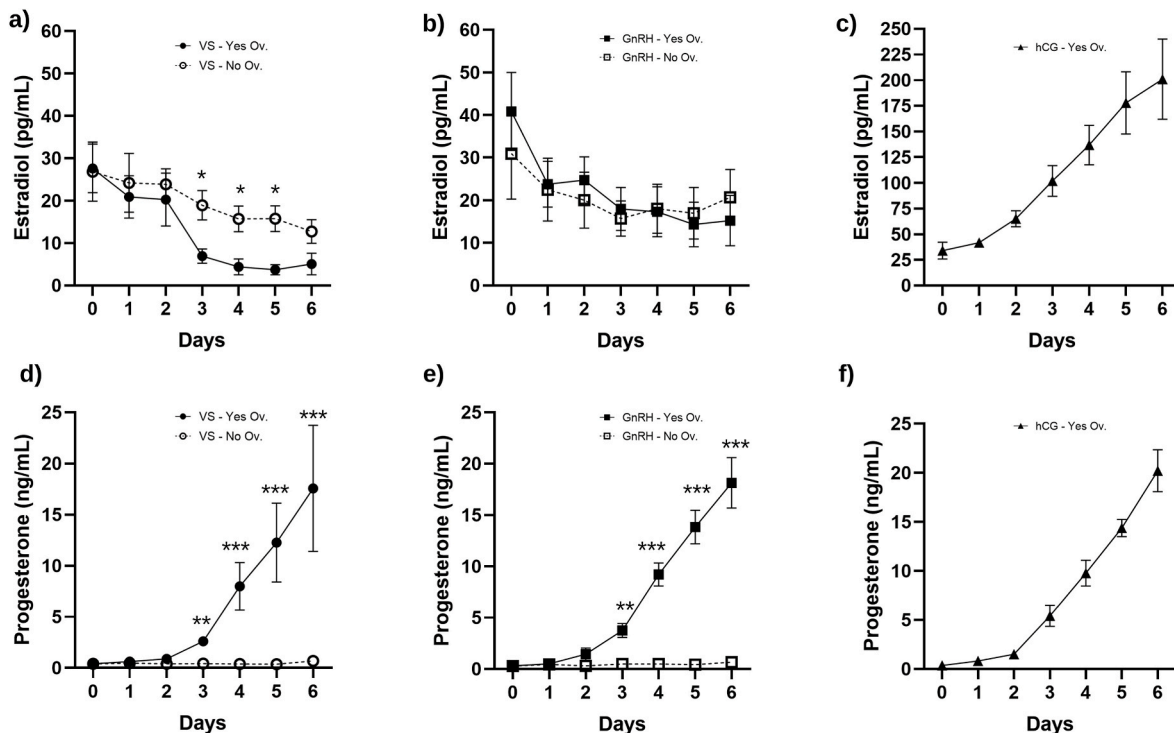 a)
VS - Yes Ov.
VS - No Ov.
Estradiol (pg/mL)
60
50
40
30
20
10
0
* * *
0 1 2 3 4 5 6
Days
b)
GnRH - Yes Ov.
GnRH - No Ov.
Estradiol (pg/mL)
60
50
40
30
20
10
0
0 1 2 3 4 5 6
Days
c)
hCG - Yes Ov.
Estradiol (pg/mL)
250
225
200
175
150
125
100
75
50
25
0
0 1 2 3 4 5 6
Days
d)
VS - Yes Ov.
VS - No Ov.
Progesterone (ng/mL)
25
20
15
10
5
0
** *** *** ***
0 1 2 3 4 5 6
Days
e)
GnRH - Yes Ov.
GnRH - No Ov.
Progesterone (ng/mL)
25
20
15
10
5
0
** *** *** ***
0 1 2 3 4 5 6
Days
f)
hCG - Yes Ov.
Progesterone (ng/mL)
25
20
15
10
5
0
0 1 2 3 4 5 6
Days